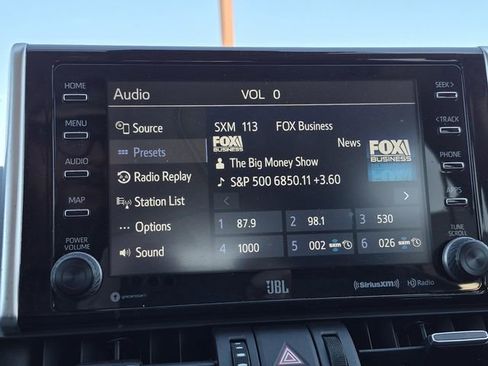 HOME
MENU
AUDIO
MAP
POWER
VOLUME
Audio VOL 0
Source
Presets
Radio Replay
Station List
Options
Sound
SXM 113 FOX Business
FOX
BUSINESS
News
FOX
BUSINESS
The Big Money Show
S&P 500 6850.11 +3.60
1 87.9
2 98.1
3 530
4 1000
5 002 sxm
6 026 sxm
SEEK >
< TRACK
PHONE
APPS
TUNE
SCROLL
JBL
SiriusXM
HD Radio